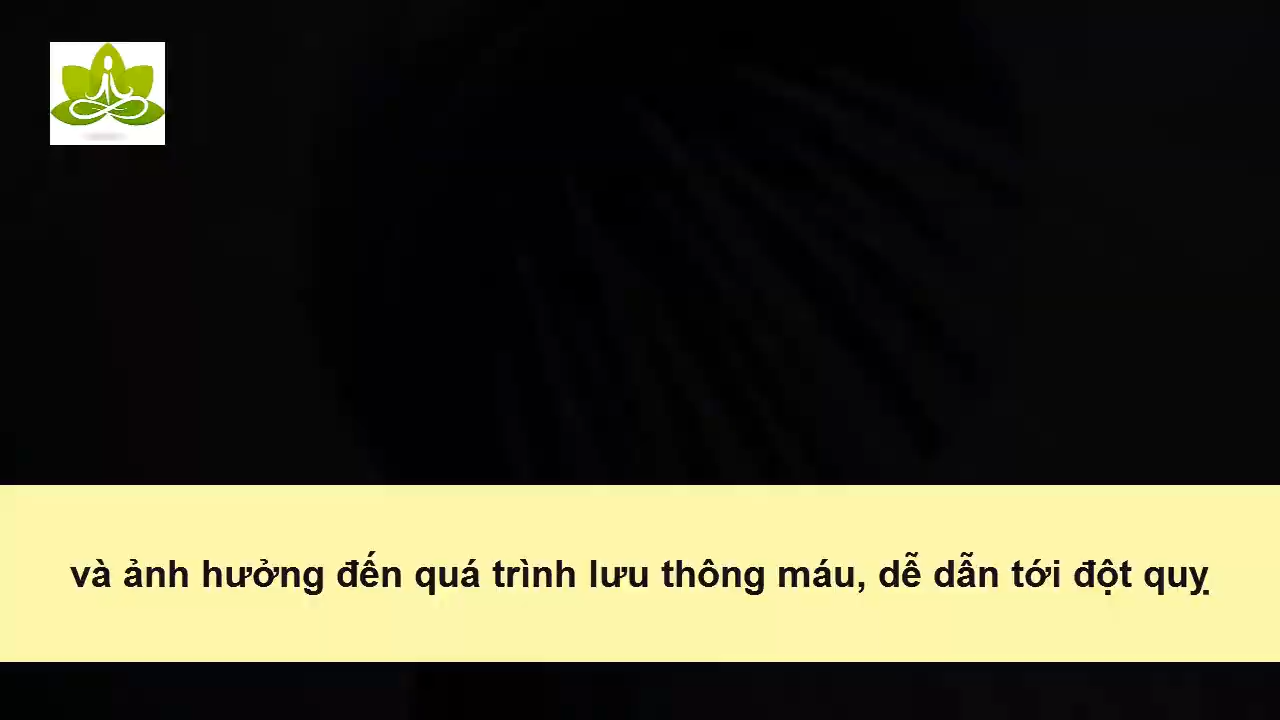 và ảnh hưởng đến quá trình lưu thông máu, dễ dẫn tới đột quỵ